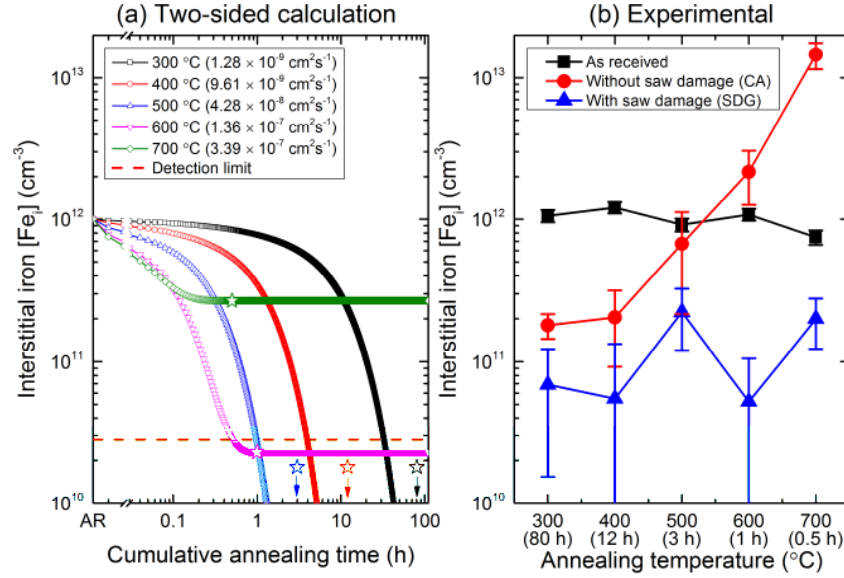 (a) Two-sided calculation
Interstitial iron [Feᵢ] (cm⁻³)
10¹³
10¹²
10¹¹
10¹⁰
300 °C (1.28 × 10⁻⁹ cm²s⁻¹)
400 °C (9.61 × 10⁻⁹ cm²s⁻¹)
500 °C (4.28 × 10⁻⁸ cm²s⁻¹)
600 °C (1.36 × 10⁻⁷ cm²s⁻¹)
700 °C (3.39 × 10⁻⁷ cm²s⁻¹)
Detection limit
AR 0.1 1 10 100
Cumulative annealing time (h)
(b) Experimental
Interstitial iron [Feᵢ] (cm⁻³)
10¹³
10¹²
10¹¹
10¹⁰
As received
Without saw damage (CA)
With saw damage (SDG)
300 400 500 600 700
(80 h) (12 h) (3 h) (1 h) (0.5 h)
Annealing temperature (°C)